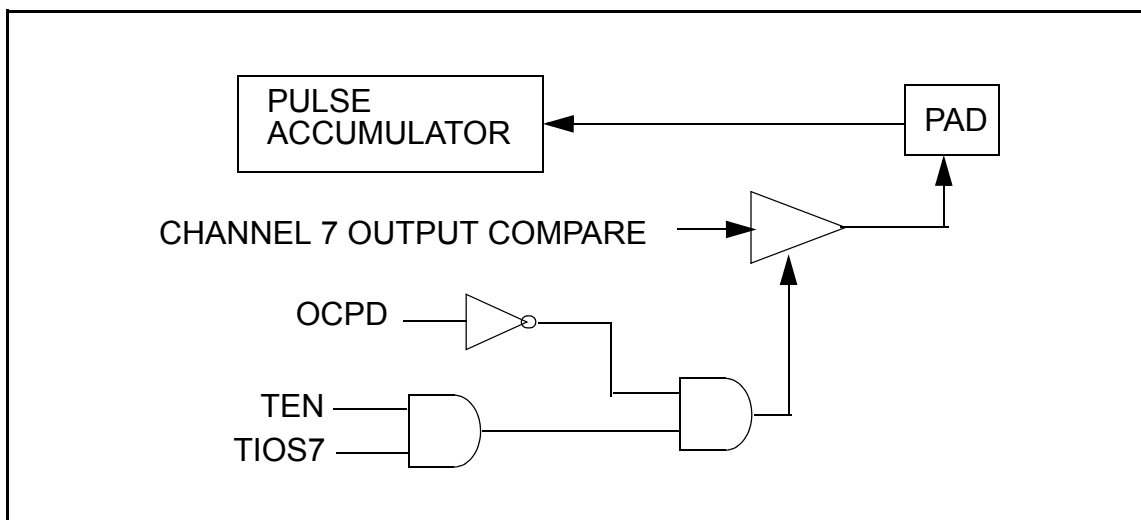 PULSE
ACCUMULATOR
PAD
CHANNEL 7 OUTPUT COMPARE
OCPD
TEN
TIOS7